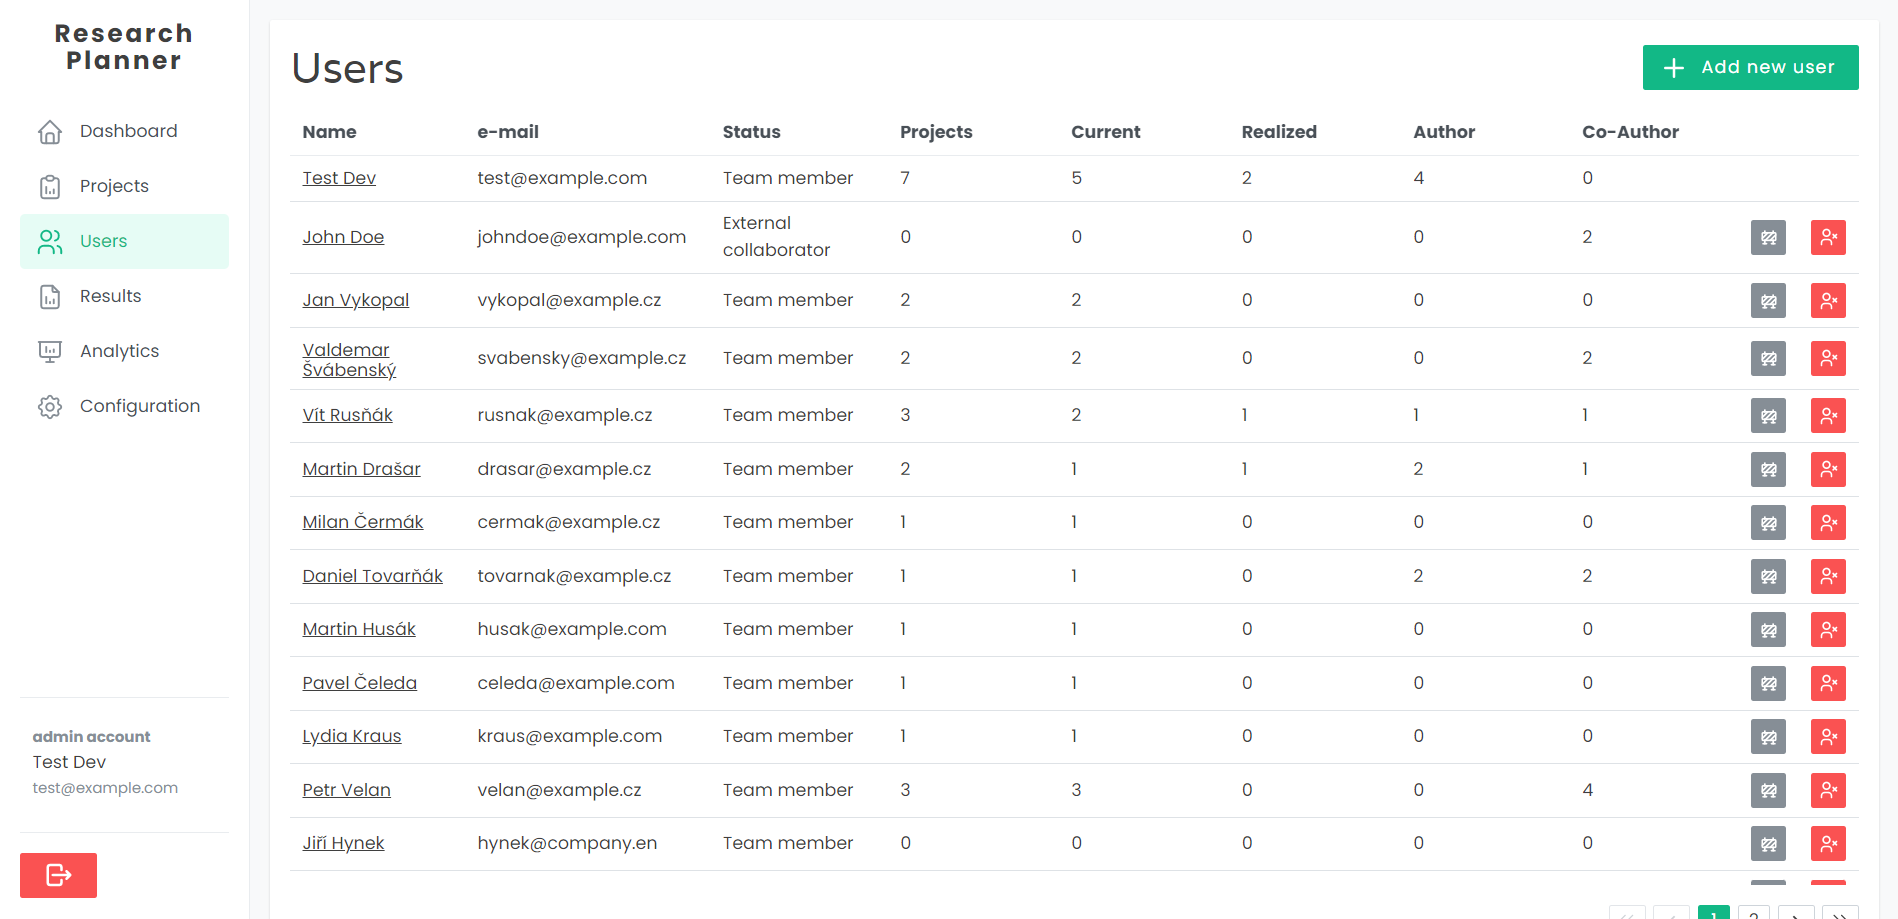 Research
Planner
Dashboard
Projects
Users
Results
Analytics
Configuration
admin account
Test Dev
test@example.com
Users
Add new user
Name e-mail Status Projects Current Realized Author Co-Author
Test Dev test@example.com Team member 7 5 2 4 0
John Doe johndoe@example.com External collaborator 0 0 0 0 2
Jan Vykopal vykopal@example.cz Team member 2 2 0 0 0
Valdemar Švábenský svabensky@example.cz Team member 2 2 0 0 2
Vít Rusňák rusnak@example.cz Team member 3 2 1 1 1
Martin Drašar drasar@example.cz Team member 2 1 1 2 1
Milan Čermák cermak@example.cz Team member 1 1 0 0 0
Daniel Tovarňák tovarnak@example.cz Team member 1 1 0 2 2
Martin Husák husak@example.com Team member 1 1 0 0 0
Pavel Čeleda celeda@example.com Team member 1 1 0 0 0
Lydia Kraus kraus@example.com Team member 1 1 0 0 0
Petr Velan velan@example.cz Team member 3 3 0 0 4
Jiří Hynek hynek@company.en Team member 0 0 0 0 0
1 2